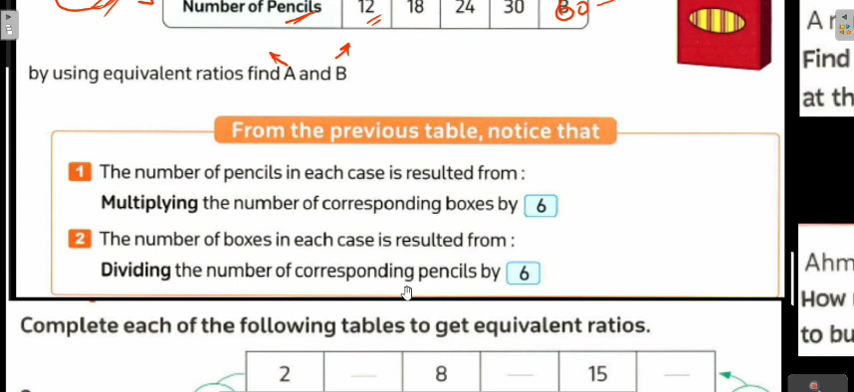 Number of Pencils 12 18 24 30 B 60
by using equivalent ratios find A and B
From the previous table, notice that
1 The number of pencils in each case is resulted from :
Multiplying the number of corresponding boxes by 6
2 The number of boxes in each case is resulted from :
Dividing the number of corresponding pencils by 6
Complete each of the following tables to get equivalent ratios.
2 8 15
Find
at th
Ahm
How
to bu